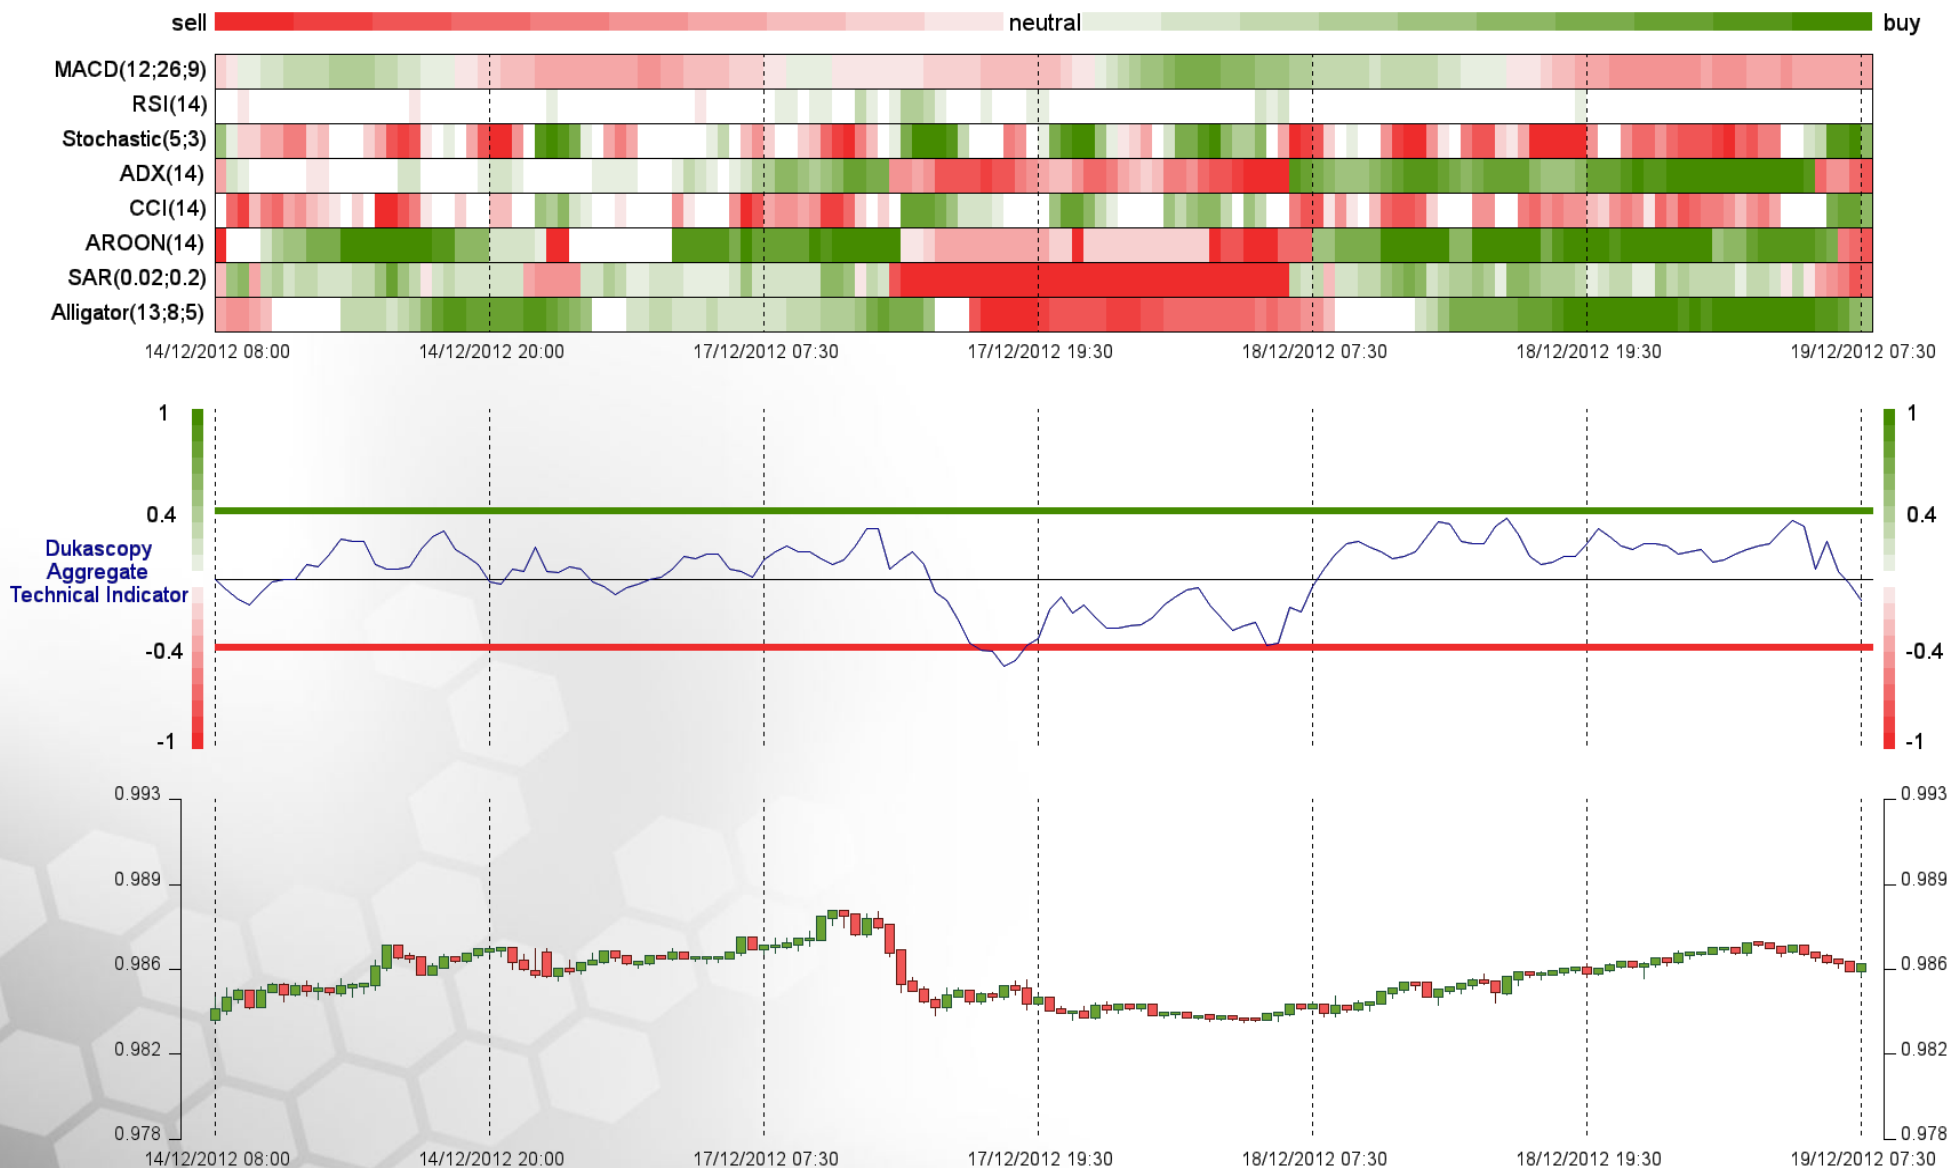 sell neutral buy
MACD(12;26;9)
RSI(14)
Stochastic(5;3)
ADX(14)
CCI(14)
AROON(14)
SAR(0.02;0.2)
Alligator(13;8;5)
14/12/2012 08:00 14/12/2012 20:00 17/12/2012 07:30 17/12/2012 19:30 18/12/2012 07:30 18/12/2012 19:30 19/12/2012 07:30
1 1
0.4 0.4
Dukascopy
Aggregate
Technical Indicator
-0.4 -0.4
-1 -1
0.993 0.993
0.989 0.989
0.986 0.986
0.982 0.982
0.978 0.978
14/12/2012 08:00 14/12/2012 20:00 17/12/2012 07:30 17/12/2012 19:30 18/12/2012 07:30 18/12/2012 19:30 19/12/2012 07:30